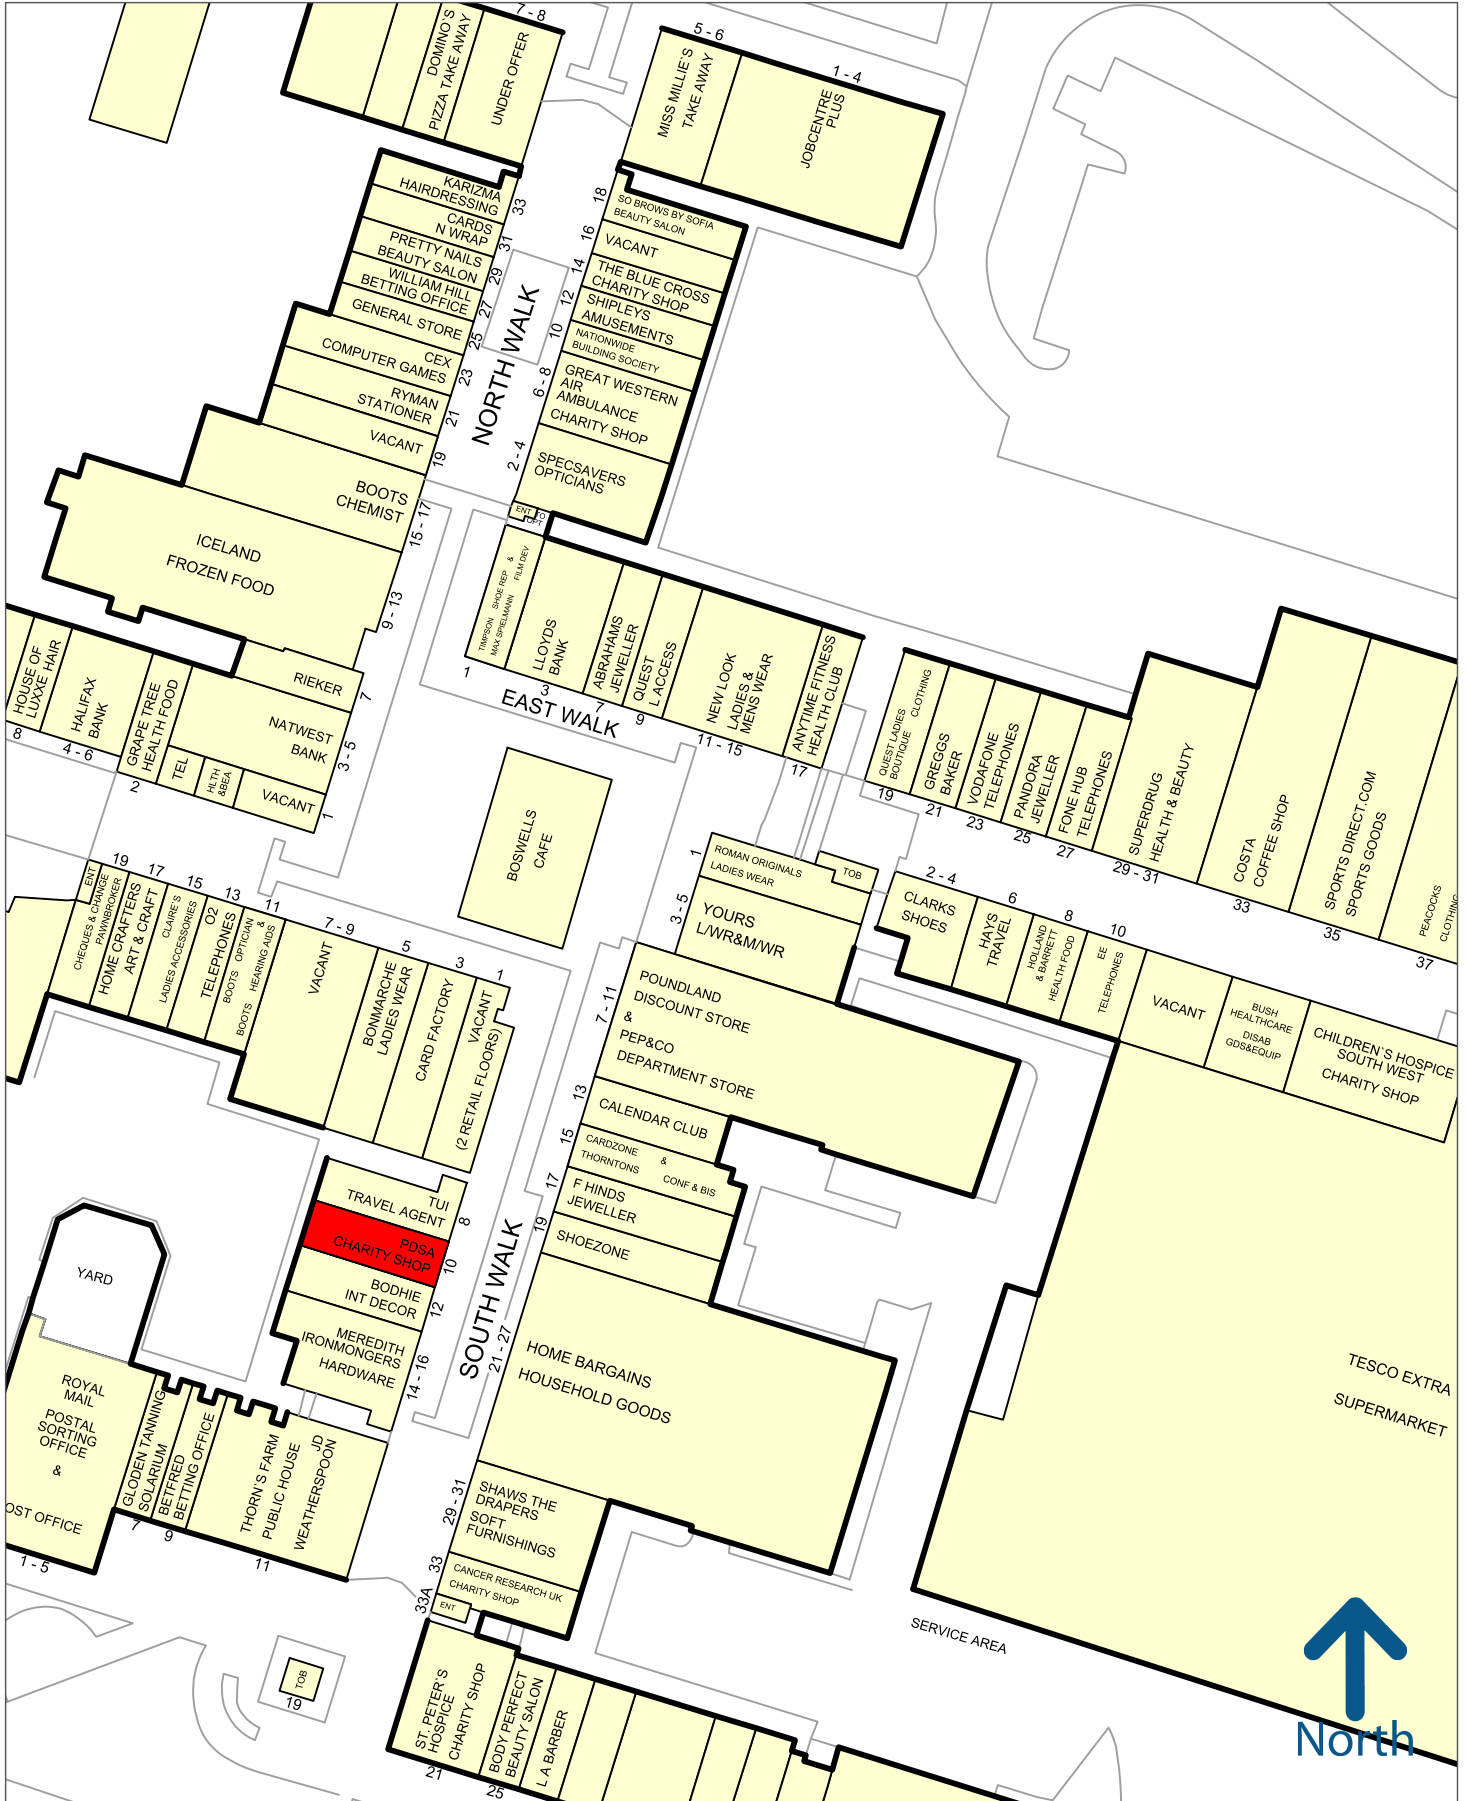 7 - 8
DOMINO`S
PIZZA TAKE AWAY
UNDER OFFER
5 - 6
MISS MILLIE`S
TAKE AWAY
1 - 4
JOBCENTRE
PLUS
KARIZMA
HAIRDRESSING
33
CARDS
N WRAP
31
PRETTY NAILS
BEAUTY SALON
29
WILLIAM HILL
BETTING OFFICE
27
GENERAL STORE
25
CEX
COMPUTER GAMES
23
RYMAN
STATIONER
21
VACANT
19
BOOTS
CHEMIST
15 - 17
ICELAND
FROZEN FOOD
9 - 13
RIEKER
7
NATWEST
BANK
3 - 5
VACANT
1
NORTH WALK
18
SO BROWS BY SOFIA
BEAUTY SALON
16
VACANT
14
THE BLUE CROSS
CHARITY SHOP
12
SHIPLEYS
AMUSEMENTS
10
NATIONWIDE
BUILDING SOCIETY
6 - 8
GREAT WESTERN
AIR
AMBULANCE
CHARITY SHOP
2 - 4
SPECSAVERS
OPTICIANS
ENT TO
OPT
HOUSE OF
LUXXE HAIR
8
HALIFAX
BANK
4 - 6
GRAPE TREE
HEALTH FOOD
2
TEL
HLTH
&BEA
TIMPSON SHOE REP &
MAX SPIELMANN FILM DEV
1
LLOYDS
BANK
3
ABRAHAMS
JEWELLER
7
QUEST
L ACCESS
9
NEW LOOK
LADIES &
MENS WEAR
11 - 15
ANYTIME FITNESS
HEALTH CLUB
17
EAST WALK
QUEST LADIES CLOTHING
BOUTIQUE
19
GREGGS
BAKER
21
VODAFONE
TELEPHONES
23
PANDORA
JEWELLER
25
FONE HUB
TELEPHONES
27
SUPERDRUG
HEALTH & BEAUTY
29 - 31
COSTA
COFFEE SHOP
33
SPORTS DIRECT.COM
SPORTS GOODS
35
PEACOCKS
CLOTHING
37
BOSWELLS
CAFE
ENT
CHEQUES & CHANGE
PAWNBROKER
19
HOME CRAFTERS
ART & CRAFT
17
CLAIRE`S
LADIES ACCESSORIES
15
O2
TELEPHONES
13
BOOTS OPTICIAN &
BOOTS HEARING AIDS
11
VACANT
7 - 9
BONMARCHE
LADIES WEAR
5
CARD FACTORY
3
VACANT
(2 RETAIL FLOORS)
1
1
ROMAN ORIGINALS
LADIES WEAR
TOB
3 - 5
YOURS
L/WR&M/WR
7 - 11
POUNDLAND
DISCOUNT STORE
&
PEP&CO
DEPARTMENT STORE
13
CALENDAR CLUB
15
CARDZONE &
THORNTONS CONF & BIS
17
F HINDS
JEWELLER
19
SHOEZONE
21 - 27
HOME BARGAINS
HOUSEHOLD GOODS
29 - 31
SHAWS THE
DRAPERS
SOFT
FURNISHINGS
33
CANCER RESEARCH UK
CHARITY SHOP
33A
ENT
2 - 4
CLARKS
SHOES
6
HAYS
TRAVEL
8
HOLLAND
& BARRETT
HEALTH FOOD
10
EE
TELEPHONES
VACANT
BUSH
HEALTHCARE
DISAB
GDS&EQUIP
CHILDREN`S HOSPICE
SOUTH WEST
CHARITY SHOP
TUI
TRAVEL AGENT
8
PDSA
CHARITY SHOP
10
BODHIE
INT DECOR
12
MEREDITH
IRONMONGERS
HARDWARE
14 - 16
SOUTH WALK
YARD
ROYAL
MAIL
POSTAL
SORTING
OFFICE
&
OST OFFICE
1 - 5
GLODEN TANNING
SOLARIUM
7
BETFRED
BETTING OFFICE
9
THORN`S FARM
PUBLIC HOUSE
JD
WEATHERSPOON
11
TESCO EXTRA
SUPERMARKET
SERVICE AREA
TOB
19
ST. PETER`S
HOSPICE
CHARITY SHOP
21
BODY PERFECT
BEAUTY SALON
25
L A BARBER
North